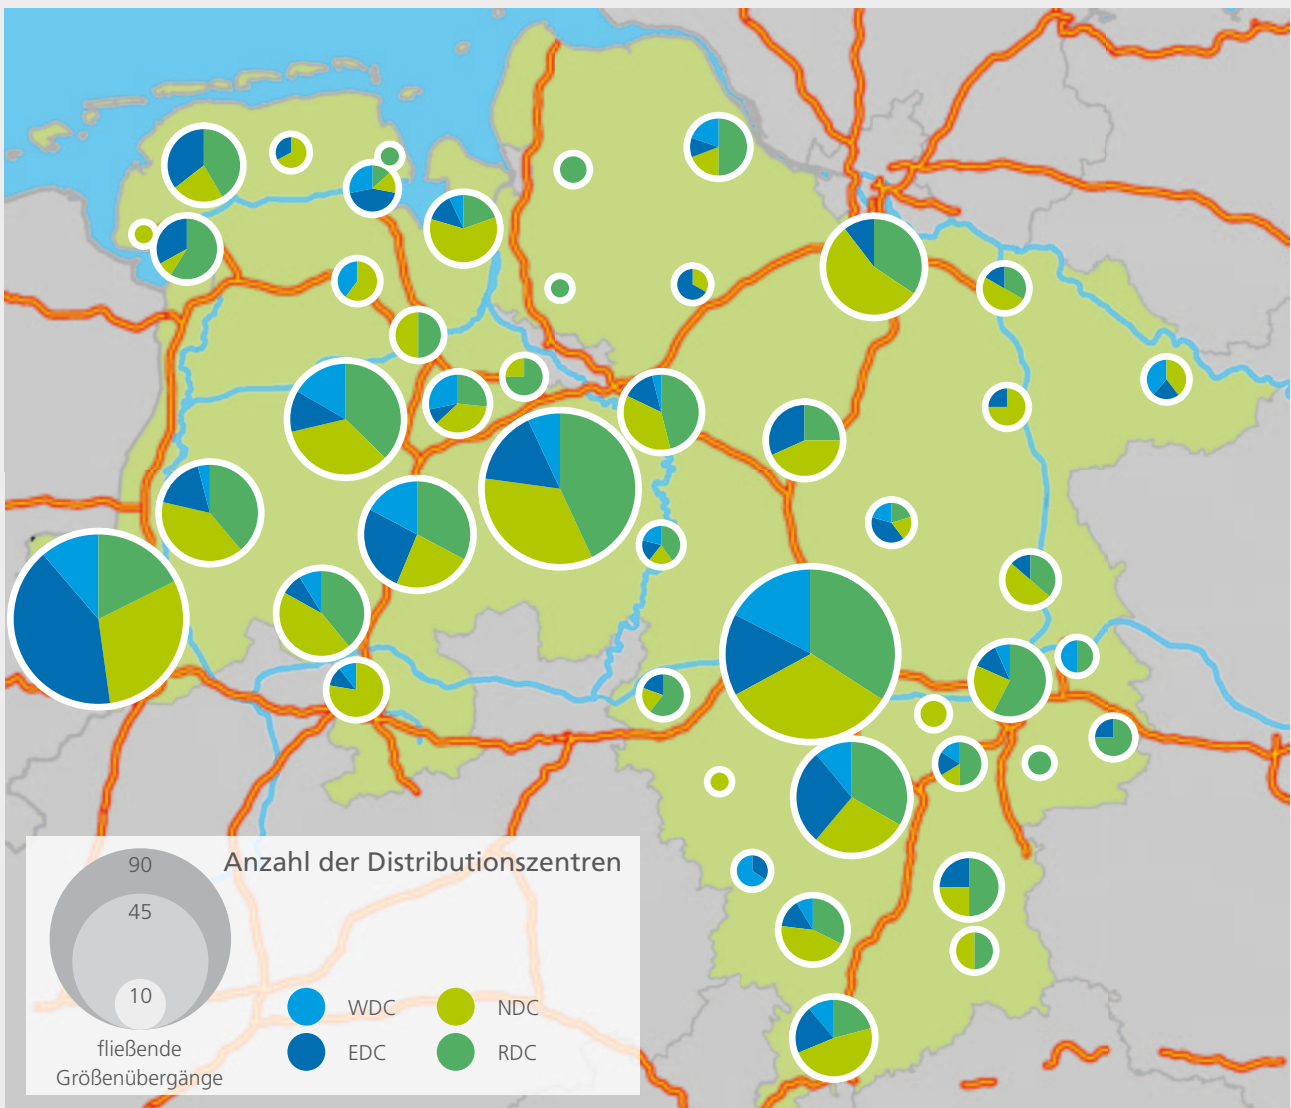 Anzahl der Distributionszentren
90
45
10
fließende
Größenübergänge
WDC
NDC
EDC
RDC